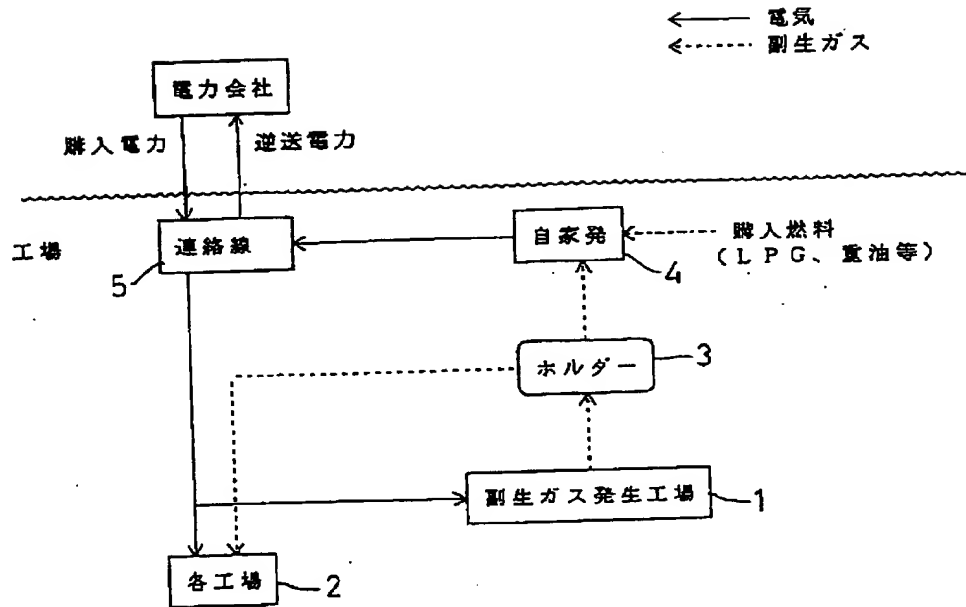 電気
副生ガス
電力会社
購入電力
逆送電力
工場
連絡線
5
自家発
4
購入燃料
(LPG、重油等)
ホルダー
3
副生ガス発生工場
1
各工場
2